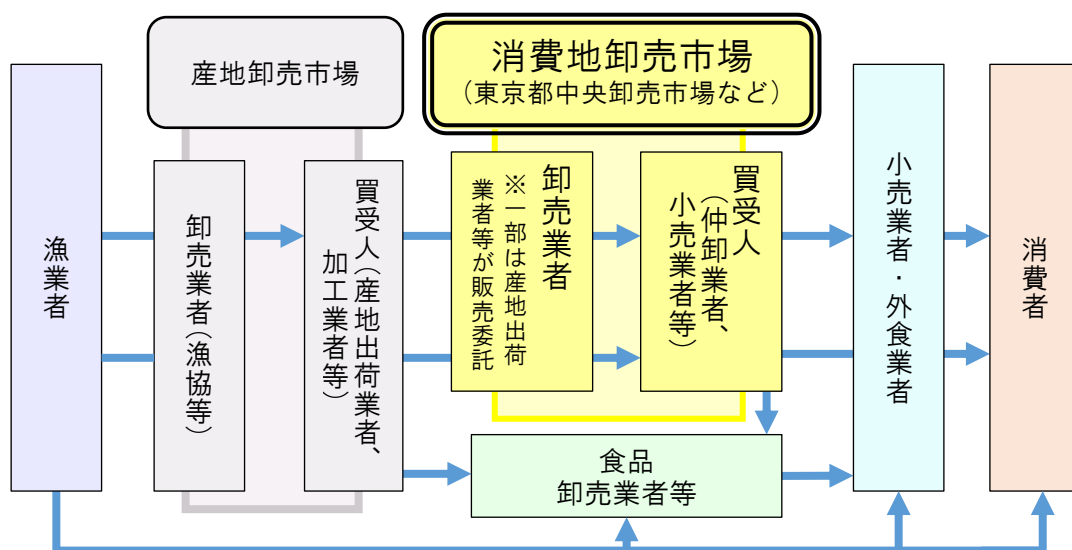 産地卸売市場
消費地卸売市場
（東京都中央卸売市場など）
漁業者
卸売業者（漁協等）
買受人（産地出荷業者、
加工業者等）
卸売業者
※一部は産地出荷
業者等が販売委託
買受人
（仲卸業者、
小売業者等）
食品
卸売業者等
小売業者・外食業者
消費者